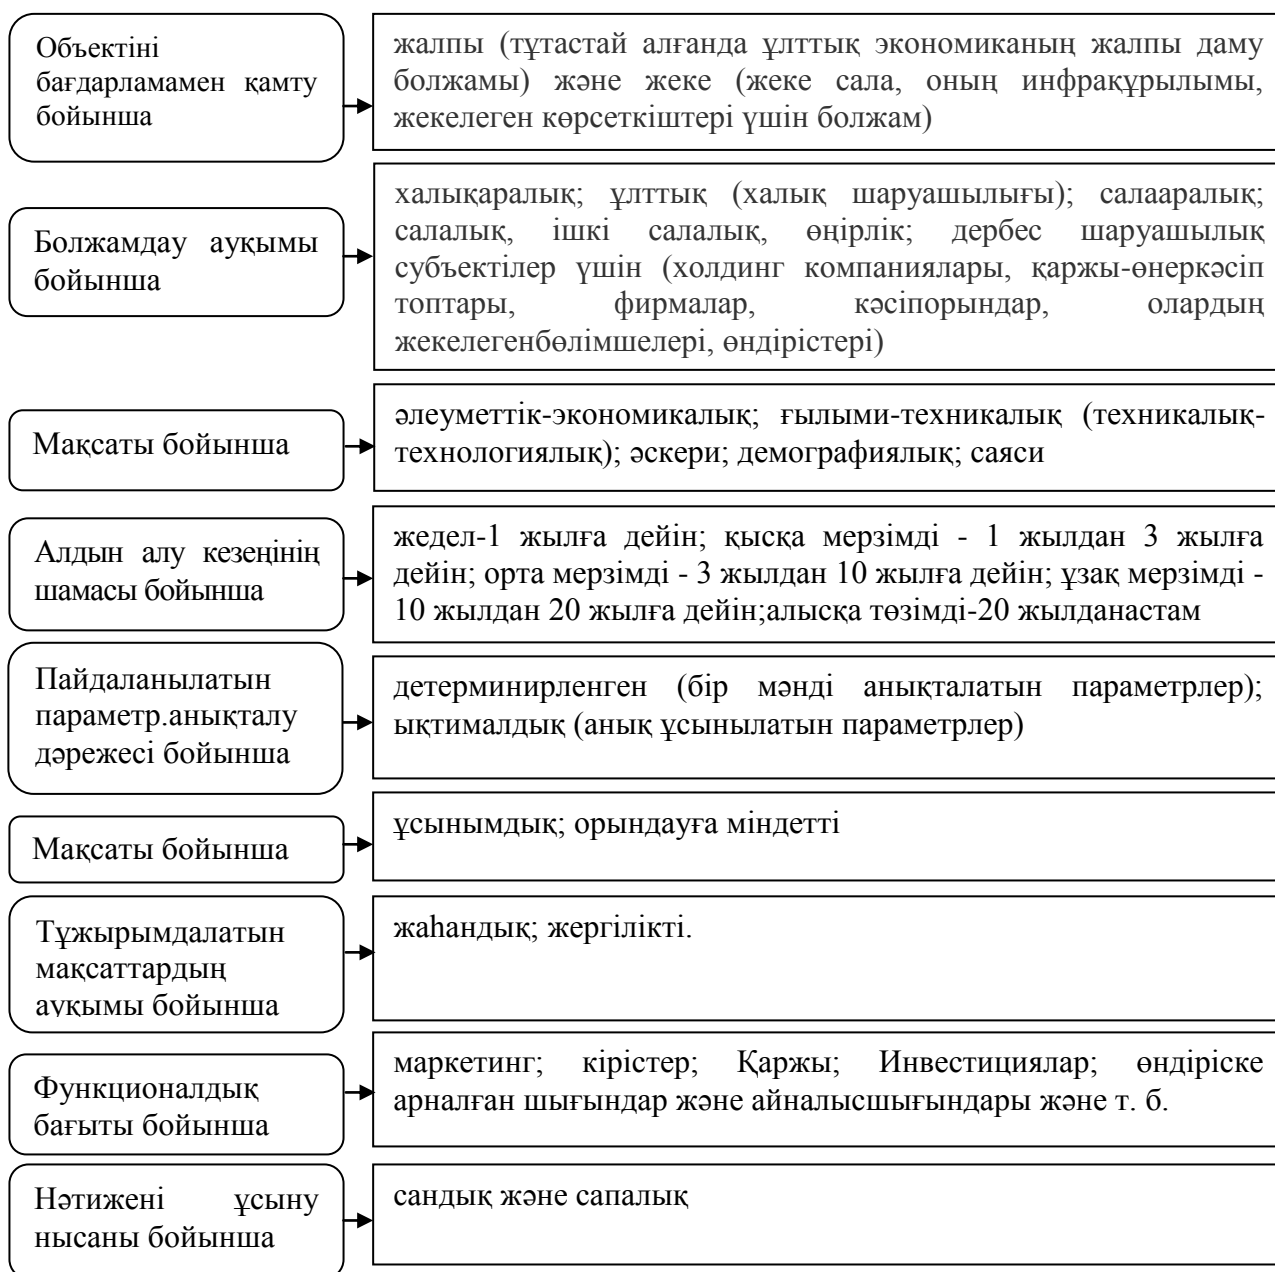 Объектіні
бағдарламамен қамту
бойынша
жалпы (тұтастай алғанда ұлттық экономиканың жалпы даму
болжамы) және жеке (жеке сала, оның инфрақұрылымы,
жекелеген көрсеткіштері үшін болжам)
Болжамдау ауқымы
бойынша
халықаралық; ұлттық (халық шаруашылығы); салааралық;
салалық, ішкі салалық, өңірлік; дербес шаруашылық
субъектілер үшін (холдинг компаниялары, қаржы-өнеркәсіп
топтары, фирмалар, кәсіпорындар, олардың
жекелегенбөлімшелері, өндірістері)
Мақсаты бойынша
әлеуметтік-экономикалық; ғылыми-техникалық (техникалық-
технологиялық); әскери; демографиялық; саяси
Алдын алу кезеңінің
шамасы бойынша
жедел-1 жылға дейін; қысқа мерзімді - 1 жылдан 3 жылға
дейін; орта мерзімді - 3 жылдан 10 жылға дейін; ұзақ мерзімді -
10 жылдан 20 жылға дейін;алысқа төзімді-20 жылданастам
Пайдаланылатын
параметр.анықталу
дәрежесі бойынша
детерминирленген (бір мәнді анықталатын параметрлер);
ықтималдық (анық ұсынылатын параметрлер)
Мақсаты бойынша
ұсынымдық; орындауға міндетті
Тұжырымдалатын
мақсаттардың
ауқымы бойынша
жаһандық; жергілікті.
Функционалдық
бағыты бойынша
маркетинг; кірістер; Қаржы; Инвестициялар; өндіріске
арналған шығындар және айналысшығындары және т. б.
Нәтижені ұсыну
нысаны бойынша
сандық және сапалық